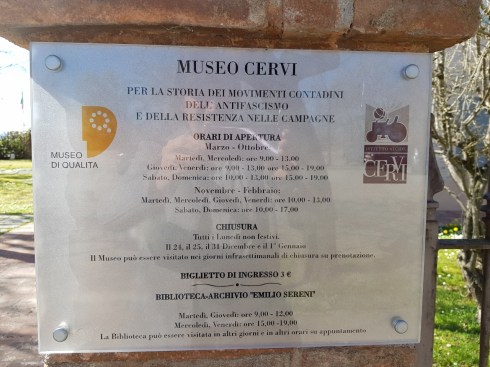 MUSEO CERVI
PER LA STORIA DEI MOVIMENTI CONTADINI
DELL'ANTIFASCISMO
E DELLA RESISTENZA NELLE CAMPAGNE
MUSEO
DI QUALITÀ
ORARI DI APERTURA
Marzo - Ottobre
Martedì, Mercoledì: ore 9,00 - 13,00
Giovedì, Venerdì: ore 9,00 - 13,00 ore 15,00 - 19,00
Sabato, Domenica: ore 10,00 - 13,00 ore 15,00 - 19,00
CERVI
Novembre - Febbraio:
Martedì, Mercoledì, Giovedì, Venerdì: ore 10,00 - 13,00
Sabato, Domenica: ore 10,00 - 17,00
CHIUSURA
Tutti i Lunedì non festivi.
Il 24, il 25, il 31 Dicembre e il 1° Gennaio
Il Museo può essere visitato nei giorni infrasettimanali di chiusura su prenotazione.
BIGLIETTO DI INGRESSO 3 €
BIBLIOTECA-ARCHIVIO "EMILIO SERENI"
Martedì, Giovedì: ore 9,00 - 12,00
Mercoledì, Venerdì: ore 15,00 -19,00
La Biblioteca può essere visitata in altri giorni e in altri orari su appontamento